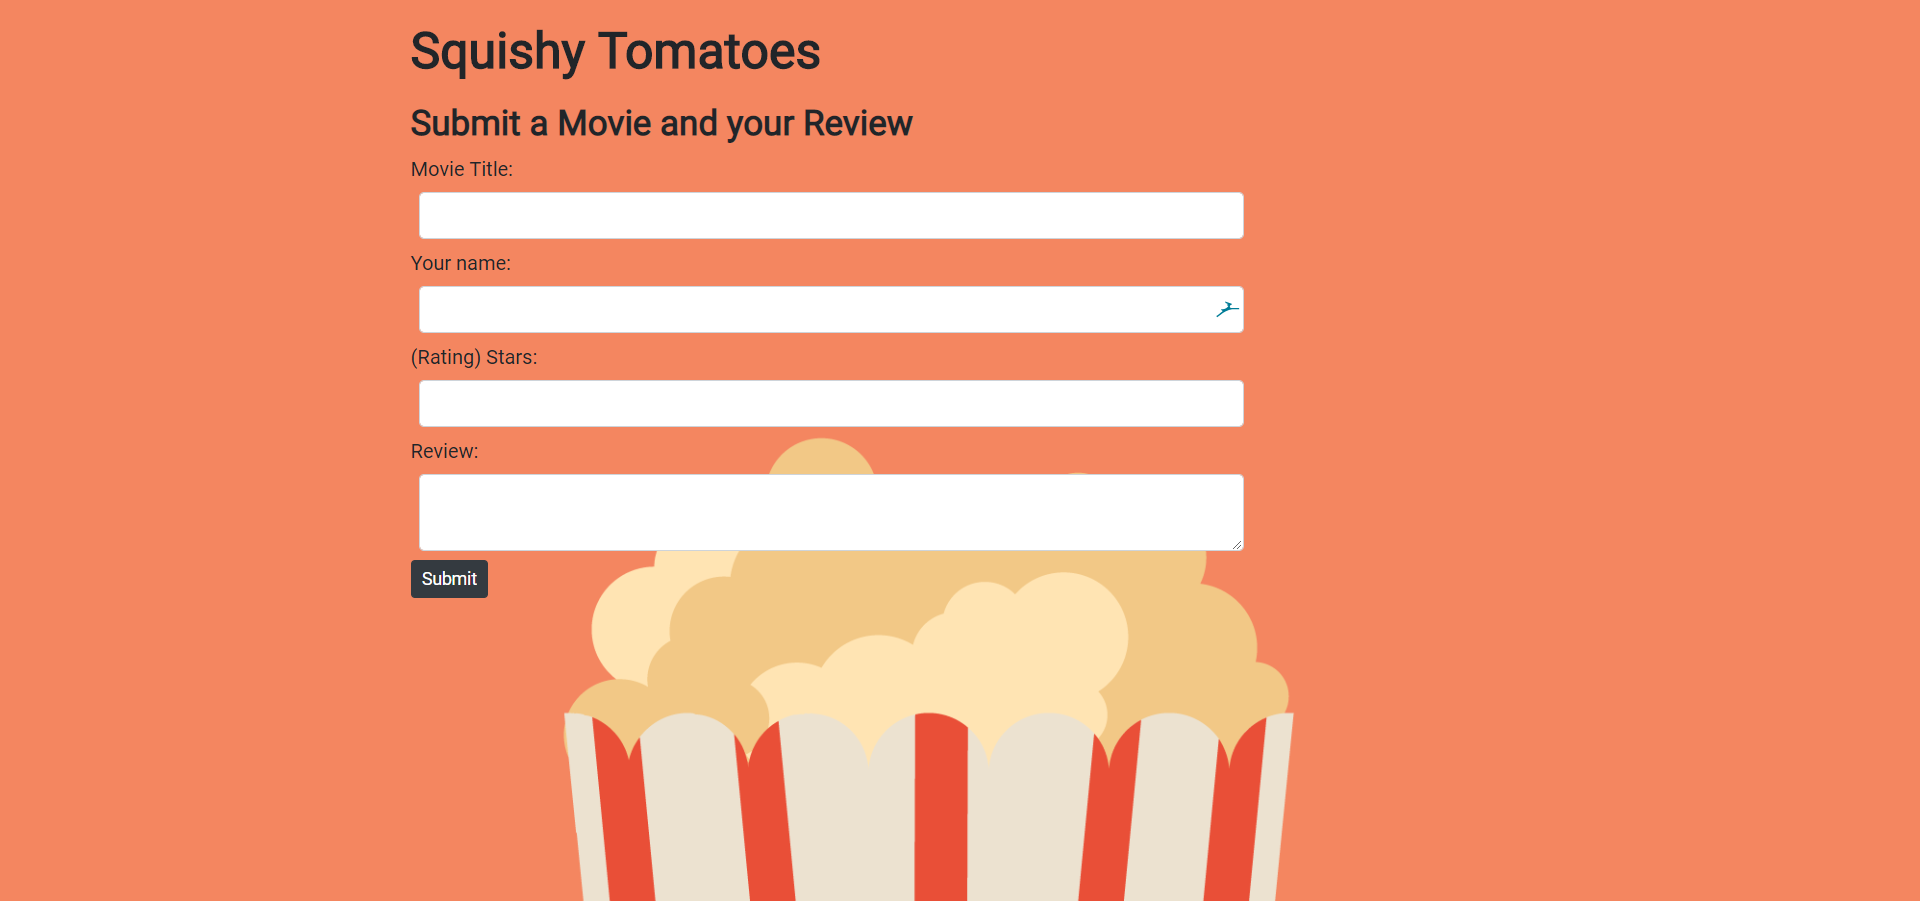 Squishy Tomatoes
Submit a Movie and your Review
Movie Title:
Your name:
(Rating) Stars:
Review:
Submit